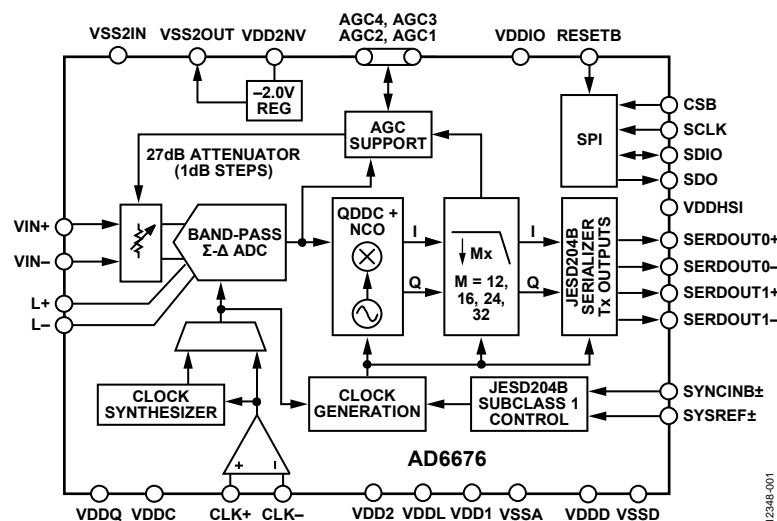 AGC4, AGC3
VSS2IN VSS2OUT VDD2NV AGC2, AGC1 VDDIO RESETB
–2.0V
REG
AGC
SUPPORT
SPI
CSB
SCLK
SDIO
SDO
27dB ATTENUATOR
(1dB STEPS)
VDDHSI
VIN+
VIN–
L+
L–
BAND-PASS
Σ-Δ ADC
QDDC +
NCO
I
Q
Mx
M = 12,
16, 24,
32
I
Q
JESD204B
SERIALIZER
Tx OUTPUTS
SERDOUT0+
SERDOUT0–
SERDOUT1+
SERDOUT1–
CLOCK
SYNTHESIZER
CLOCK
GENERATION
JESD204B
SUBCLASS 1
CONTROL
SYNCINB±
SYSREF±
+ –
AD6676
VDDQ VDDC CLK+ CLK– VDD2 VDDL VDD1 VSSA VDDD VSSD
12348-001